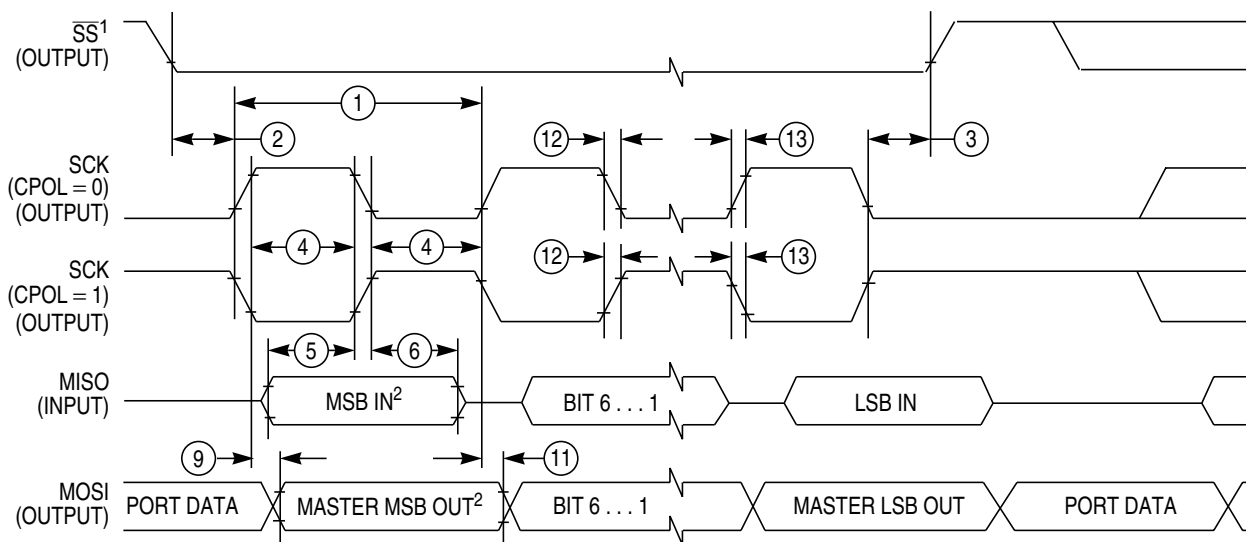 SS¹
(OUTPUT)
1
2
12
13
3
SCK
(CPOL = 0)
(OUTPUT)
4
4
12
13
SCK
(CPOL = 1)
(OUTPUT)
5
6
MISO
(INPUT)
MSB IN²
BIT 6 . . . 1
LSB IN
9
11
MOSI
(OUTPUT)
PORT DATA
MASTER MSB OUT²
BIT 6 . . . 1
MASTER LSB OUT
PORT DATA